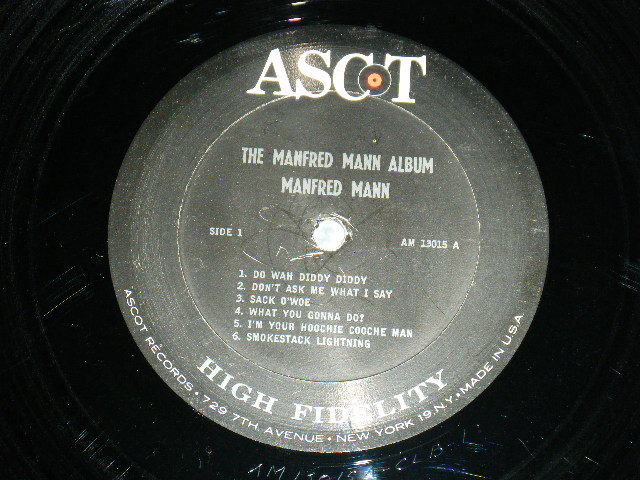 ASCOT
THE MANFRED MANN ALBUM
MANFRED MANN
SIDE 1
AM 13015 A
1. DO WAH DIDDY DIDDY
2. DON'T ASK ME WHAT I SAY
3. SACK O'WOE
4. WHAT YOU GONNA DO?
5. I'M YOUR HOOCHIE COOCHE MAN
6. SMOKESTACK LIGHTNING
HIGH FIDELITY
ASCOT RECORDS • 729 7TH. AVENUE • NEW YORK 19. N.Y. • MADE IN U.S.A.